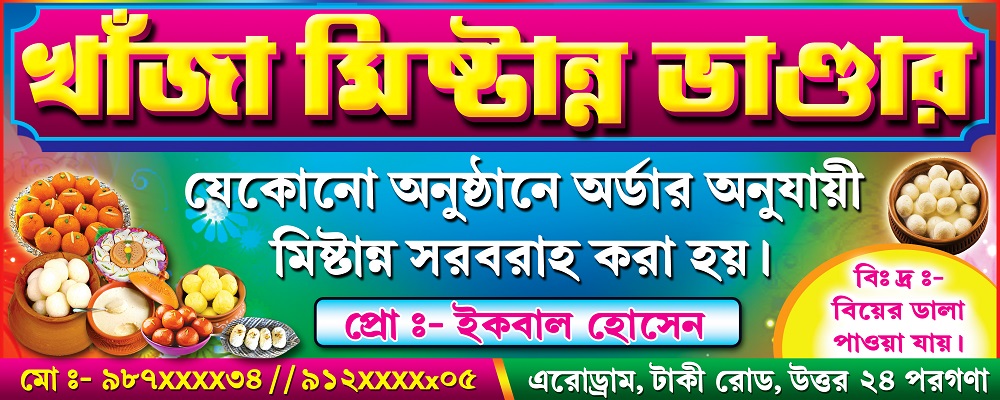 খাঁজা মিষ্টান্ন ভাণ্ডার
যেকোনো অনুষ্ঠানে অর্ডার অনুযায়ী
মিষ্টান্ন সরবরাহ করা হয়।
প্রো ঃ- ইকবাল হোসেন
বিঃ দ্র ঃ-
বিয়ের ডালা
পাওয়া যায়।
মো ঃ- ৯৮৭xxxx৩৪ // ৯১২xxxxx০৫
এরোড্রাম, টাকী রোড, উত্তর ২৪ পরগণা